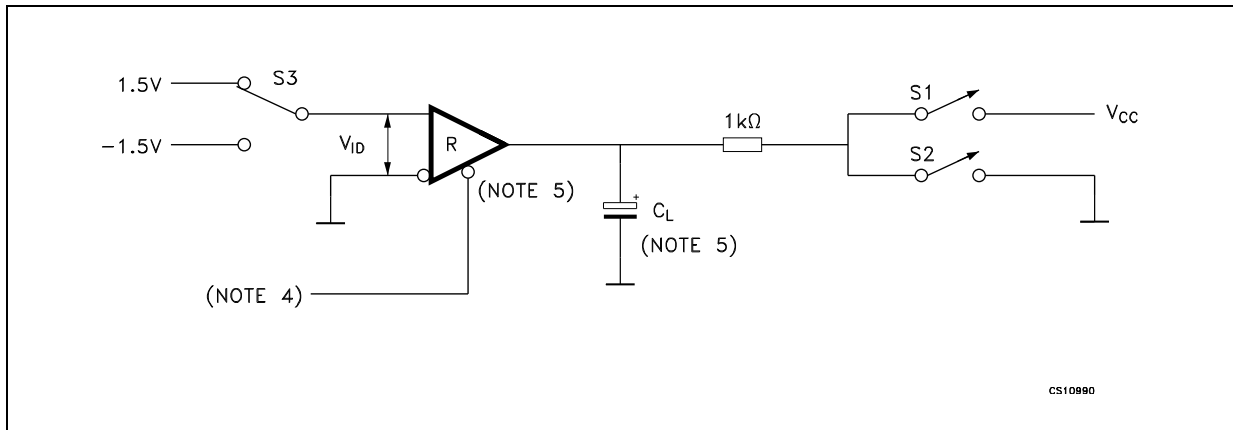 1.5V
S3
-1.5V
VID
R
(NOTE 5)
(NOTE 4)
CL
(NOTE 5)
1kΩ
S1
VCC
S2
CS10990